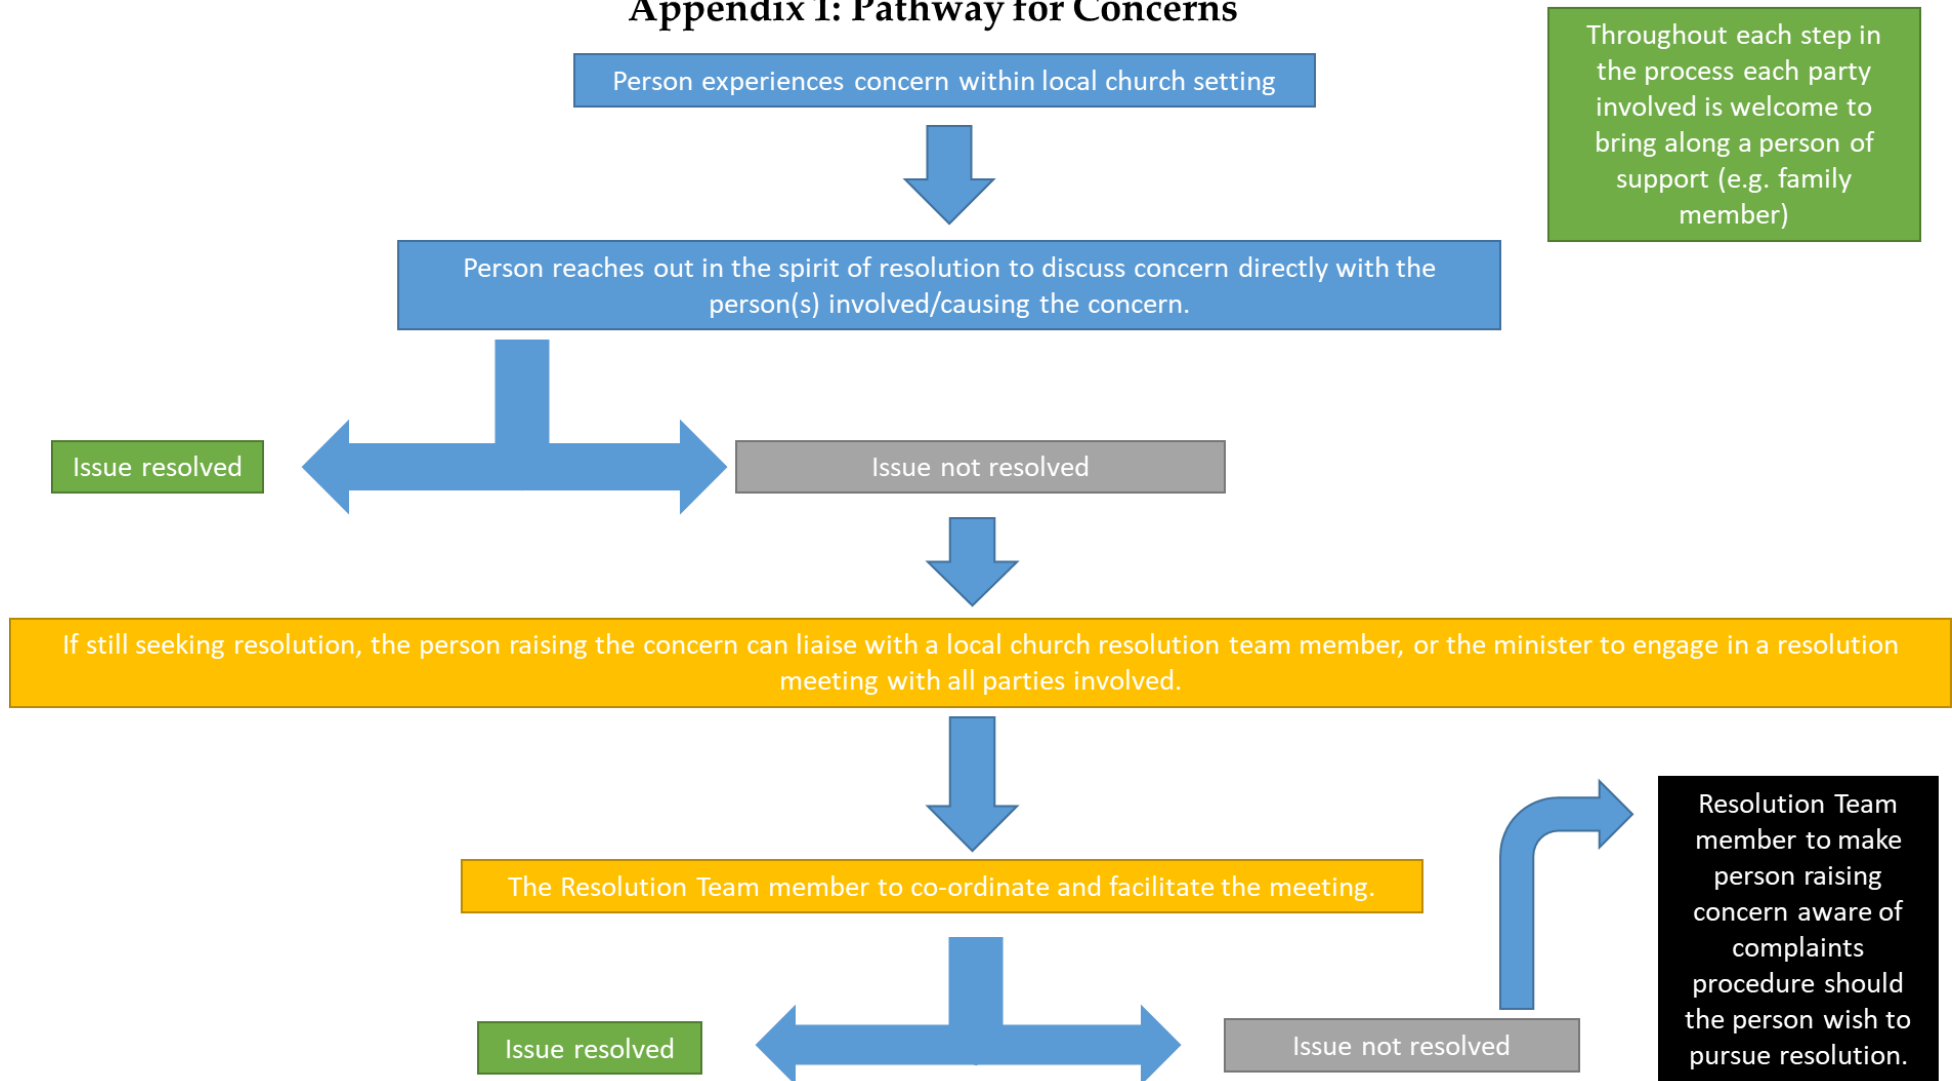 Appendix 1: Pathway for Concerns
Person experiences concern within local church setting
Throughout each step in
the process each party
involved is welcome to
bring along a person of
support (e.g. family
member)
Person reaches out in the spirit of resolution to discuss concern directly with the
person(s) involved/causing the concern.
Issue resolved
Issue not resolved
If still seeking resolution, the person raising the concern can liaise with a local church resolution team member, or the minister to engage in a resolution
meeting with all parties involved.
The Resolution Team member to co-ordinate and facilitate the meeting.
Resolution Team
member to make
person raising
concern aware of
complaints
procedure should
the person wish to
pursue resolution.
Issue resolved
Issue not resolved